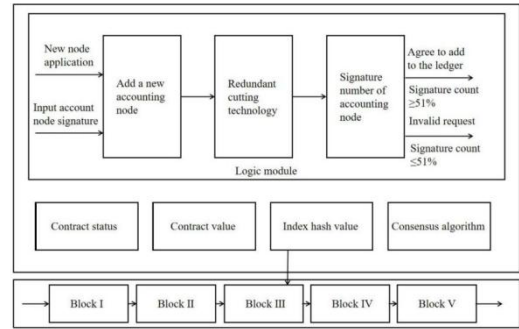 New node
application
Input account
node signature
Add a new
accounting
node
Redundant
cutting
technology
Signature
number of
accounting
node
Agree to add
to the ledger
Signature count
≥51%
Invalid request
Signature count
≤51%
Logic module
Contract status
Contract value
Index hash value
Consensus algorithm
Block I
Block II
Block III
Block IV
Block V